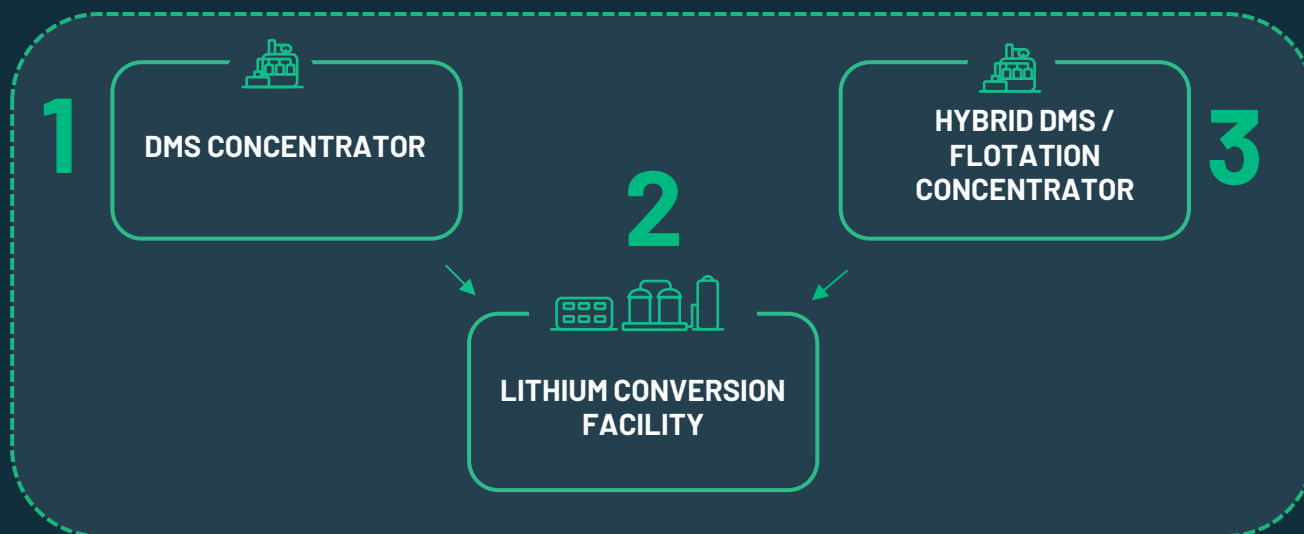 1
DMS CONCENTRATOR
2
HYBRID DMS /
FLOTATION
CONCENTRATOR
3
LITHIUM CONVERSION
FACILITY